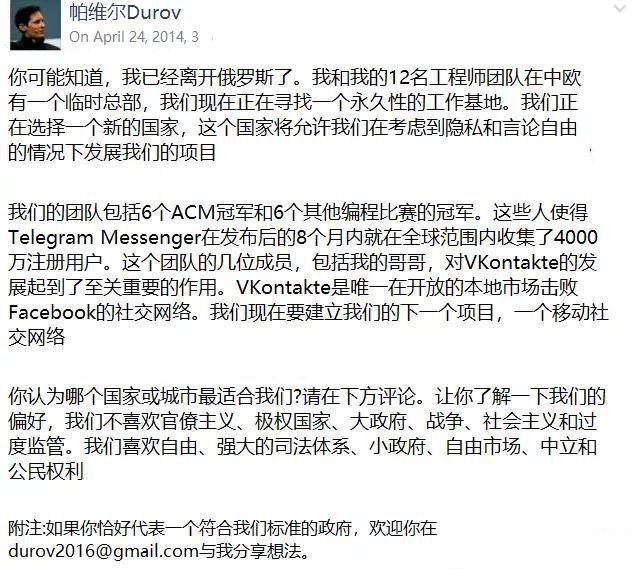 帕维尔Durov
On April 24, 2014, 3
你可能知道，我已经离开俄罗斯了。我和我的12名工程师团队在中欧
有一个临时总部，我们现在正在寻找一个永久性的工作基地。我们正
在选择一个新的国家，这个国家将允许我们在考虑到隐私和言论自由
的情况下发展我们的项目
我们的团队包括6个ACM冠军和6个其他编程比赛的冠军。这些人使得
Telegram Messenger在发布后的8个月内就在全球范围内收集了4000
万注册用户。这个团队的几位成员，包括我的哥哥，对VKontakte的发
展起到了至关重要的作用。VKontakte是唯一在开放的本地市场击败
Facebook的社交网络。我们现在要建立我们的下一个项目，一个移动社
交网络
你认为哪个国家或城市最适合我们?请在下方评论。让你了解一下我们的
偏好，我们不喜欢官僚主义、极权国家、大政府、战争、社会主义和过
度监管。我们喜欢自由、强大的司法体系、小政府、自由市场、中立和
公民权利
附注:如果你恰好代表一个符合我们标准的政府，欢迎你在
durov2016@gmail.com与我分享想法。